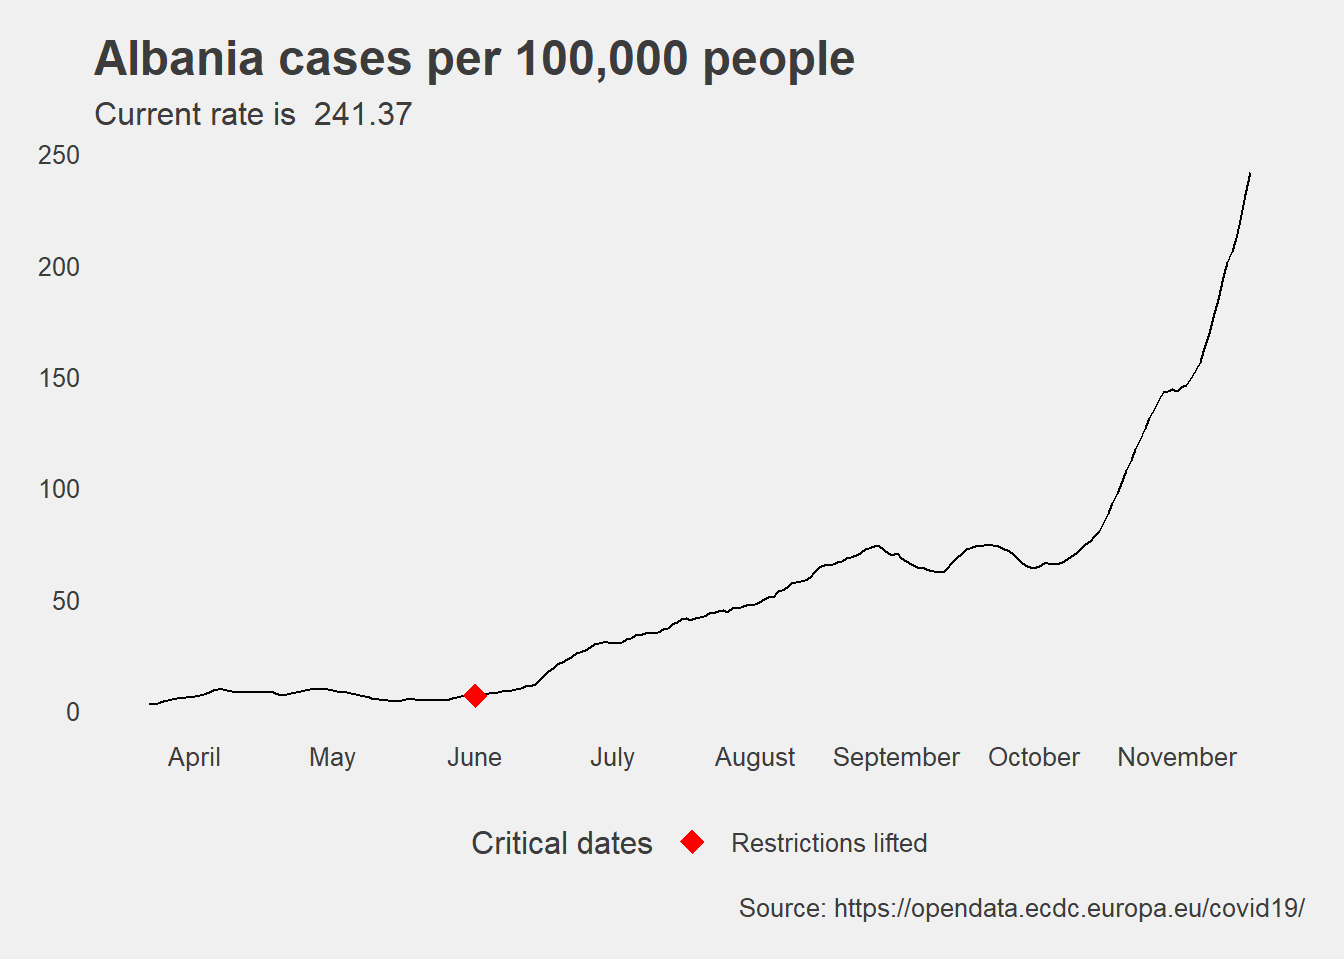 Albania cases per 100,000 people
Current rate is  241.37
250
200
150
100
50
0
April May June July August September October November
Critical dates Restrictions lifted
Source: https://opendata.ecdc.europa.eu/covid19/